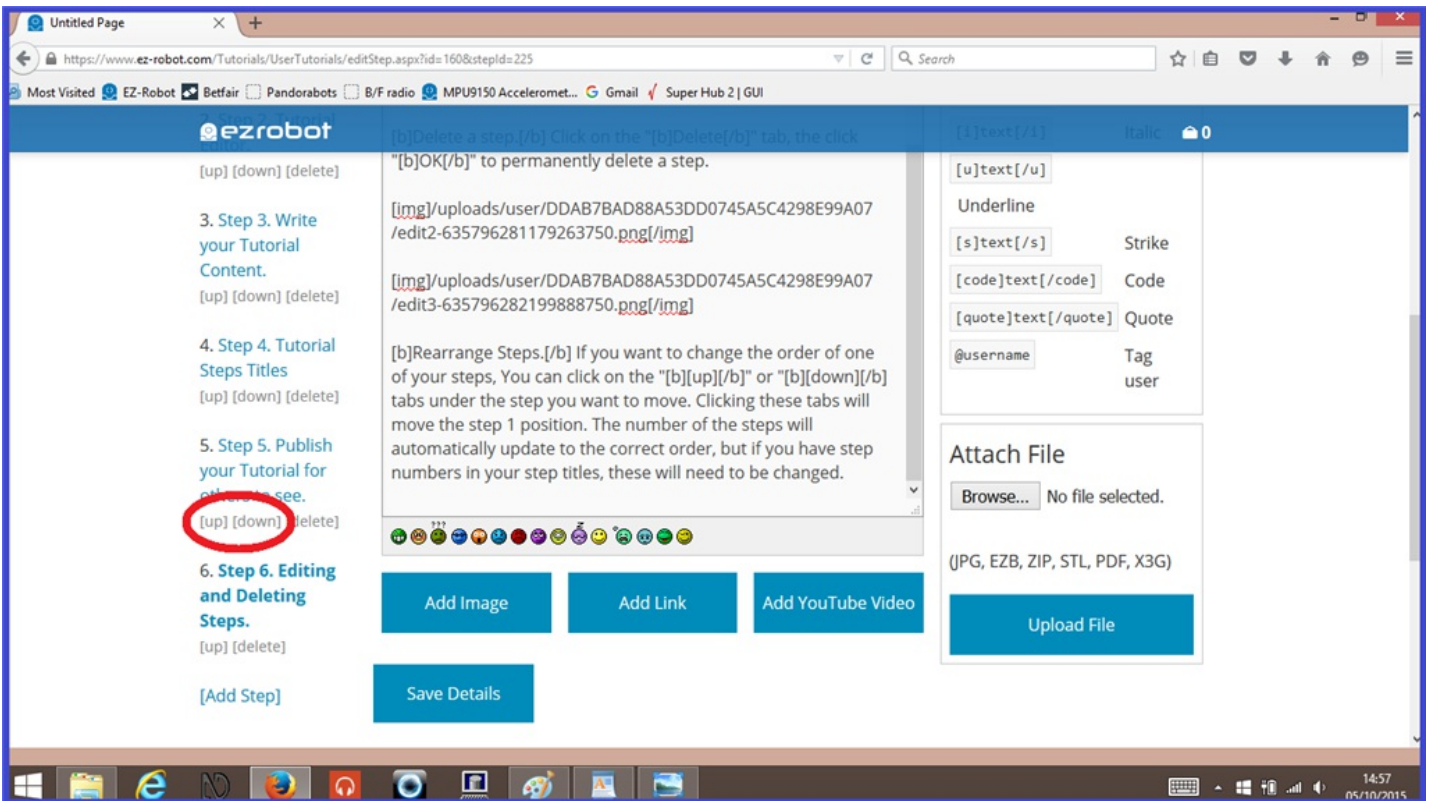 Untitled Page
https://www.ez-robot.com/Tutorials/UserTutorials/editStep.aspx?id=160&stepId=225
Search
Most Visited EZ-Robot Betfair Pandorabots B/F radio MPU9150 Acceleromet... Gmail Super Hub 2 | GUI
ezrobot
0
2. Step 2. Tutorial
Editor.
[up] [down] [delete]
3. Step 3. Write
your Tutorial
Content.
[up] [down] [delete]
4. Step 4. Tutorial
Steps Titles
[up] [down] [delete]
5. Step 5. Publish
your Tutorial for
others to see.
[up] [down] [delete]
6. Step 6. Editing
and Deleting
Steps.
[up] [delete]
[Add Step]
[b]Delete a step.[/b] Click on the "[b]Delete[/b]" tab, the click
"[b]OK[/b]" to permanently delete a step.
[img]/uploads/user/DDAB7BAD88A53DD0745A5C4298E99A07
/edit2-635796281179263750.png[/img]
[img]/uploads/user/DDAB7BAD88A53DD0745A5C4298E99A07
/edit3-635796282199888750.png[/img]
[b]Rearrange Steps.[/b] If you want to change the order of one
of your steps, You can click on the "[b][up][/b]" or "[b][down][/b]
tabs under the step you want to move. Clicking these tabs will
move the step 1 position. The number of the steps will
automatically update to the correct order, but if you have step
numbers in your step titles, these will need to be changed.
Add Image
Add Link
Add YouTube Video
Save Details
[i]text[/i] Italic
[u]text[/u]
Underline
[s]text[/s] Strike
[code]text[/code] Code
[quote]text[/quote] Quote
@username Tag
user
Attach File
Browse... No file selected.
(JPG, EZB, ZIP, STL, PDF, X3G)
Upload File
14:57
05/10/2015